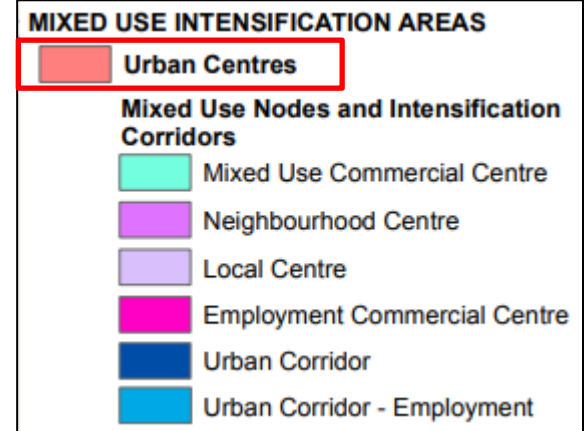 MIXED USE INTENSIFICATION AREAS
Urban Centres
Mixed Use Nodes and Intensification
Corridors
Mixed Use Commercial Centre
Neighbourhood Centre
Local Centre
Employment Commercial Centre
Urban Corridor
Urban Corridor - Employment